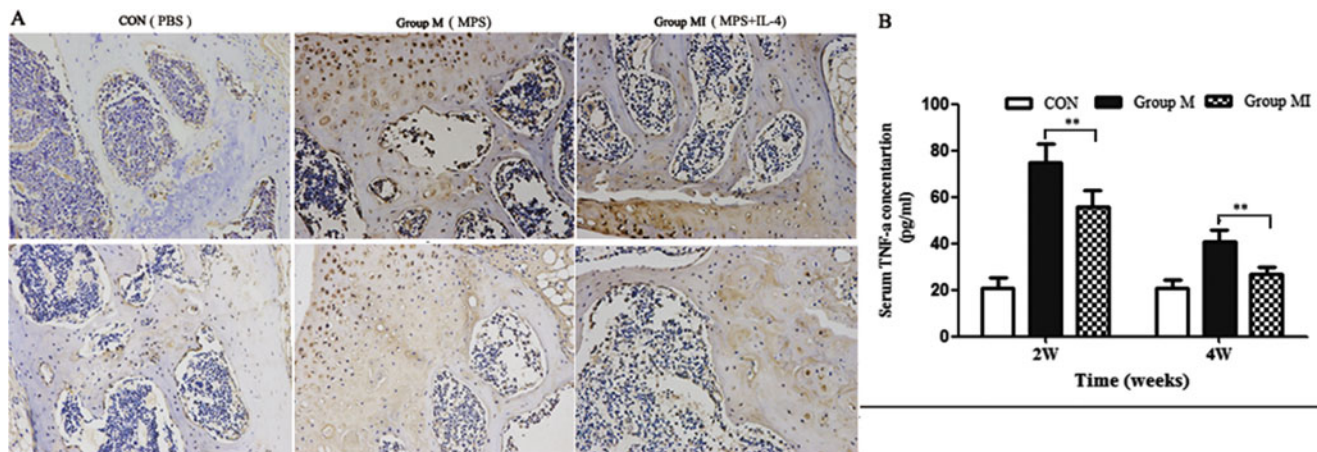 A
CON ( PBS )
Group M ( MPS)
Group MI ( MPS+IL-4)
B
CON Group M Group MI
Serum TNF-a concentartion
(pg/ml)
100
80
60
40
20
0
**
**
2W 4W
Time (weeks)